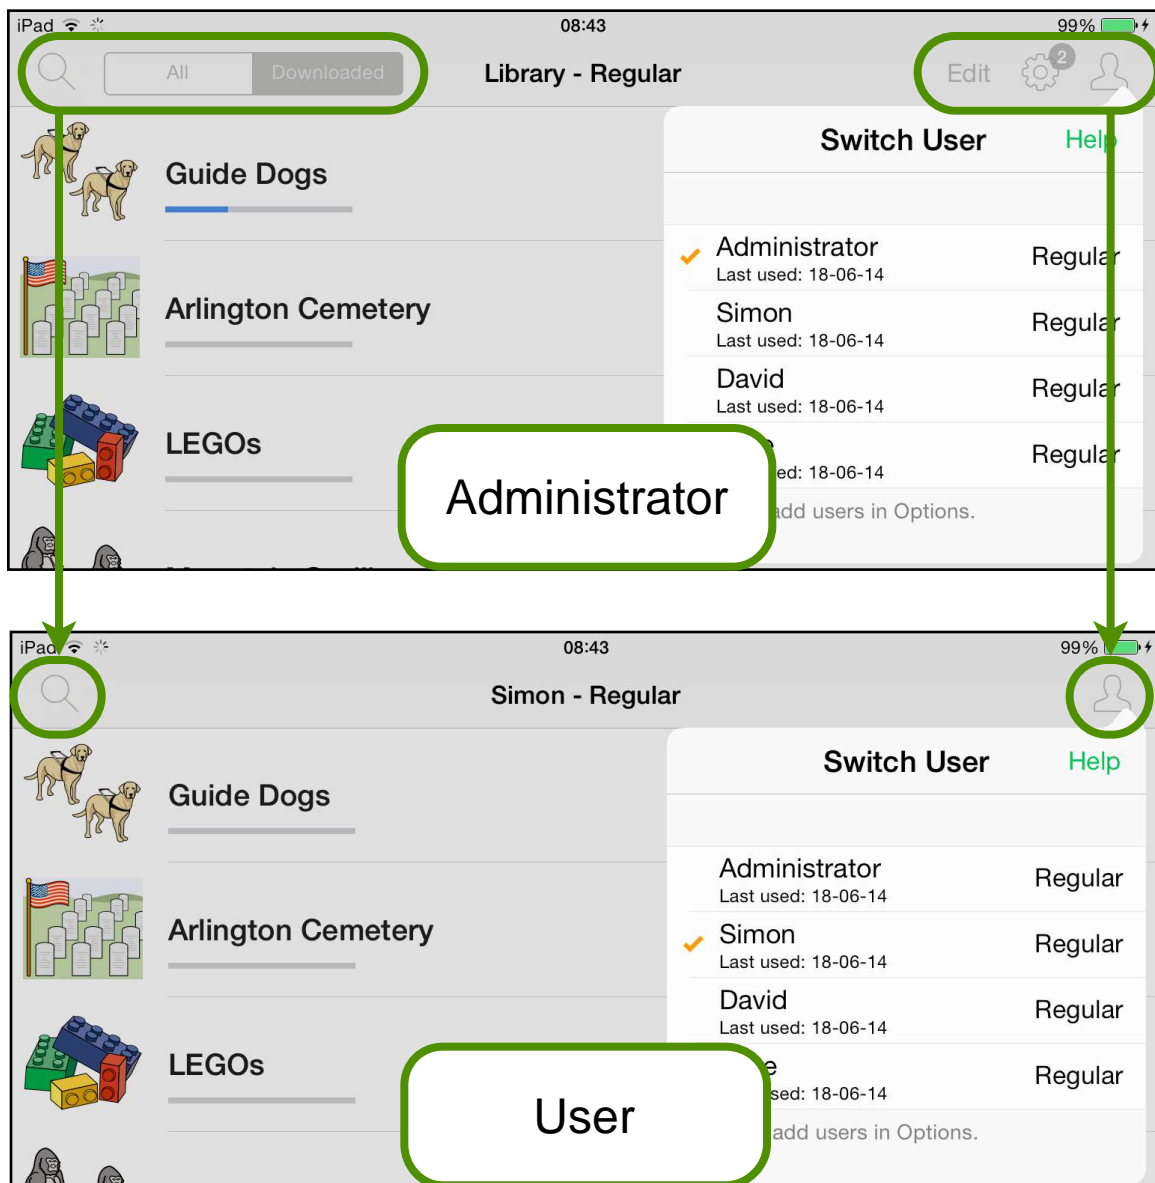 iPad 08:43 99%
All Downloaded Library - Regular Edit 2
Switch User Help
Guide Dogs
Administrator Regular
Last used: 18-06-14
Arlington Cemetery
Simon Regular
Last used: 18-06-14
David Regular
Last used: 18-06-14
LEGOs
Regular
18-06-14
add users in Options.
Administrator
iPad 08:43 99%
Simon - Regular
Switch User Help
Guide Dogs
Administrator Regular
Last used: 18-06-14
Arlington Cemetery
Simon Regular
Last used: 18-06-14
David Regular
Last used: 18-06-14
LEGOs
Regular
18-06-14
add users in Options.
User